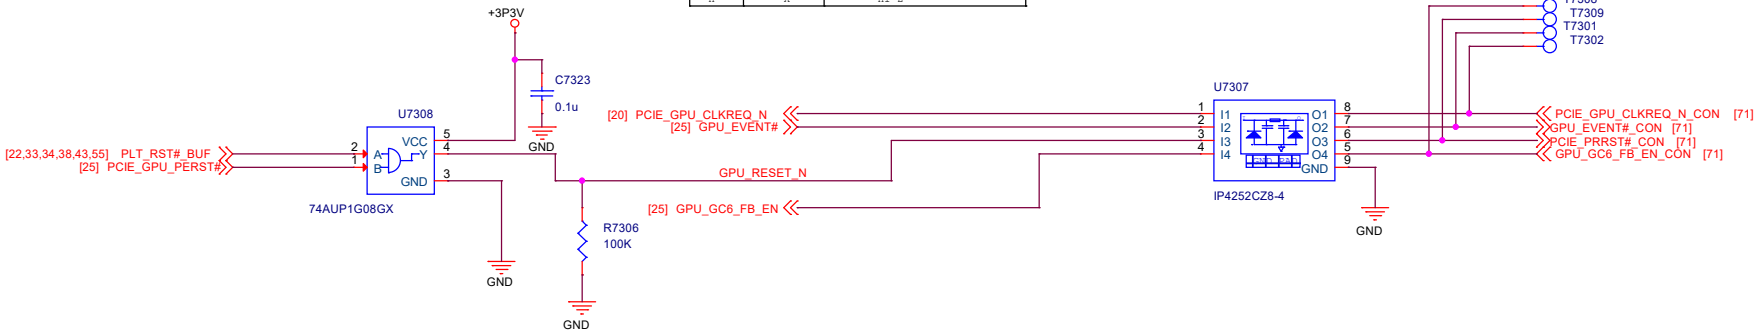 T7309
T7301
T7302
+3P3V
C7323
0.1u
GND
U7308
VCC
5
A
2
B
1
Y
4
GND
3
74AUP1G08GX
[22,33,34,38,43,55] PLT_RST#_BUF
[25] PCIE_GPU_PERST#
GND
R7306
100K
GND
GPU_RESET_N
[20] PCIE_GPU_CLKREQ_N
[25] GPU_EVENT#
[25] GPU_GC6_FB_EN
U7307
1 I1 O1 8
2 I2 O2 7
3 I3 O3 6
4 I4 O4 5
GND 9
IP4252CZ8-4
GND
PCIE_GPU_CLKREQ_N_CON [71]
GPU_EVENT#_CON [71]
PCIE_PRRST#_CON [71]
GPU_GC6_FB_EN_CON [71]